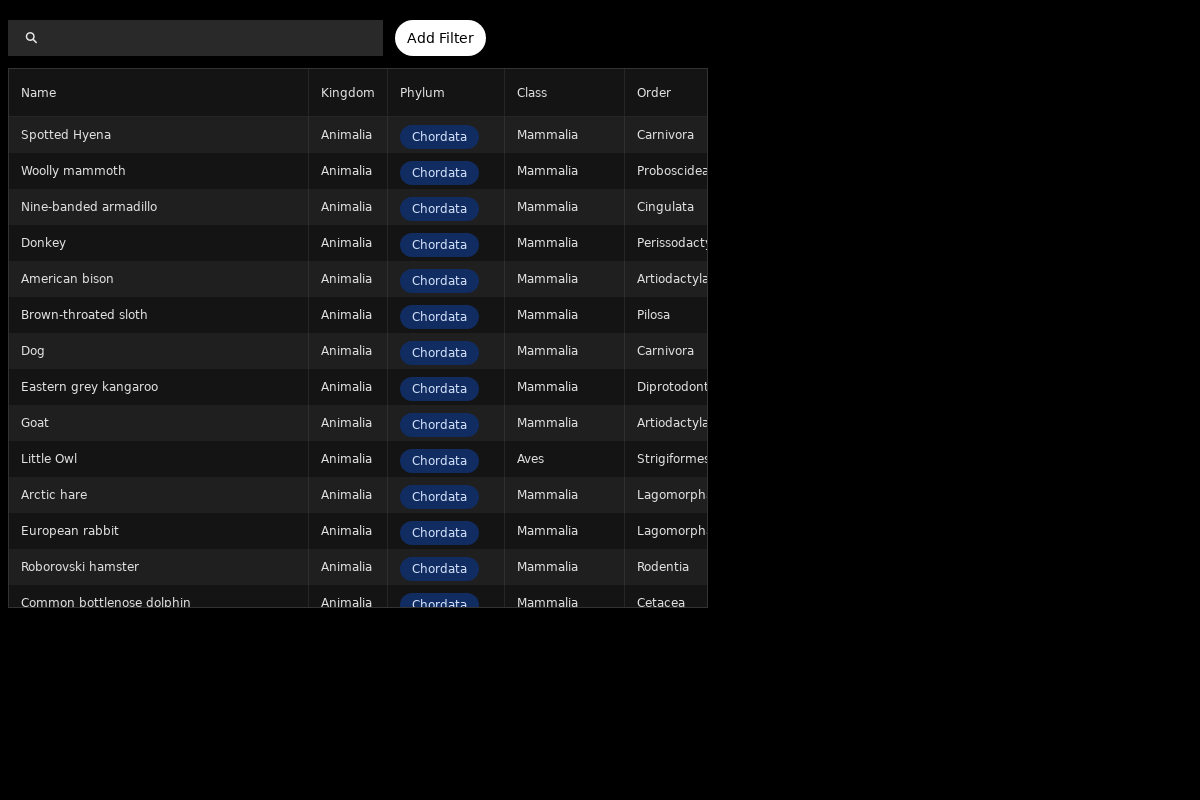 Add Filter
Name Kingdom Phylum Class Order
Spotted Hyena Animalia Chordata Mammalia Carnivora
Woolly mammoth Animalia Chordata Mammalia Proboscidea
Nine-banded armadillo Animalia Chordata Mammalia Cingulata
Donkey Animalia Chordata Mammalia Perissodacty
American bison Animalia Chordata Mammalia Artiodactyla
Brown-throated sloth Animalia Chordata Mammalia Pilosa
Dog Animalia Chordata Mammalia Carnivora
Eastern grey kangaroo Animalia Chordata Mammalia Diprotodont
Goat Animalia Chordata Mammalia Artiodactyla
Little Owl Animalia Chordata Aves Strigiformes
Arctic hare Animalia Chordata Mammalia Lagomorph
European rabbit Animalia Chordata Mammalia Lagomorph
Roborovski hamster Animalia Chordata Mammalia Rodentia
Common bottlenose dolphin Animalia Chordata Mammalia Cetacea